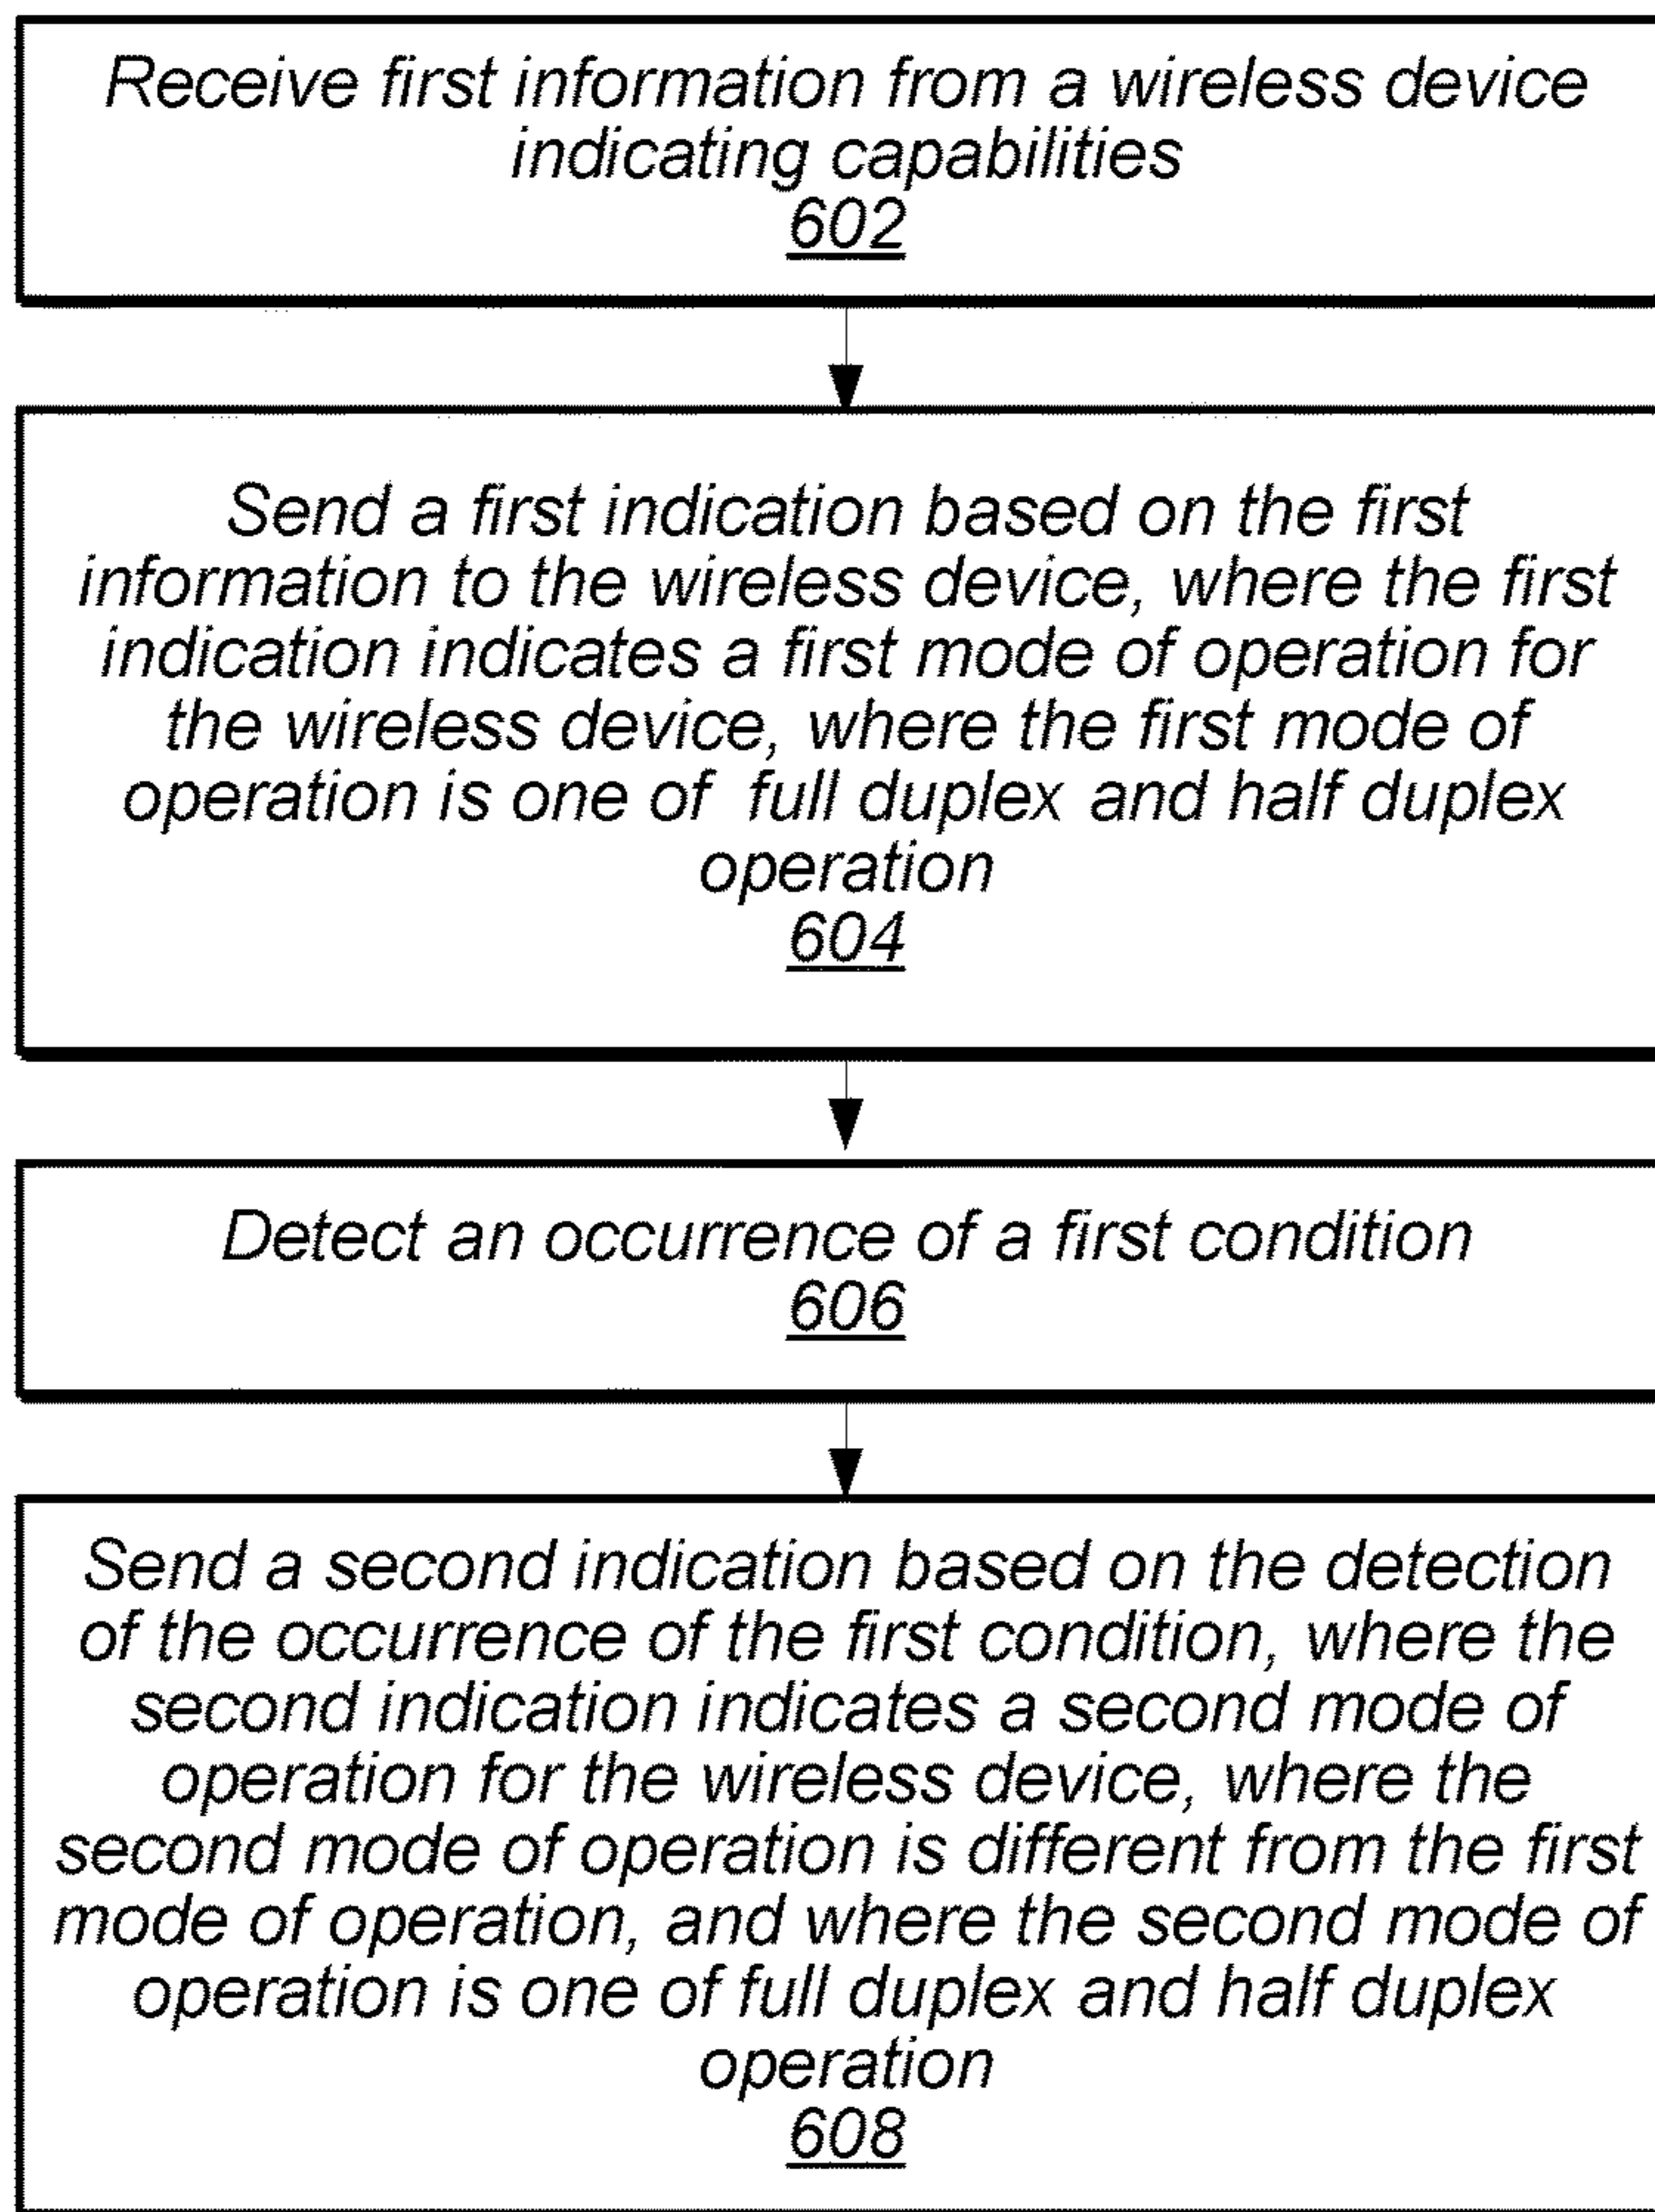 Receive first information from a wireless device
indicating capabilities
602
Send a first indication based on the first
information to the wireless device, where the first
indication indicates a first mode of operation for
the wireless device, where the first mode of
operation is one of  full duplex and half duplex
operation
604
Detect an occurrence of a first condition
606
Send a second indication based on the detection
of the occurrence of the first condition, where the
second indication indicates a second mode of
operation for the wireless device, where the
second mode of operation is different from the first
mode of operation, and where the second mode of
operation is one of full duplex and half duplex
operation
608